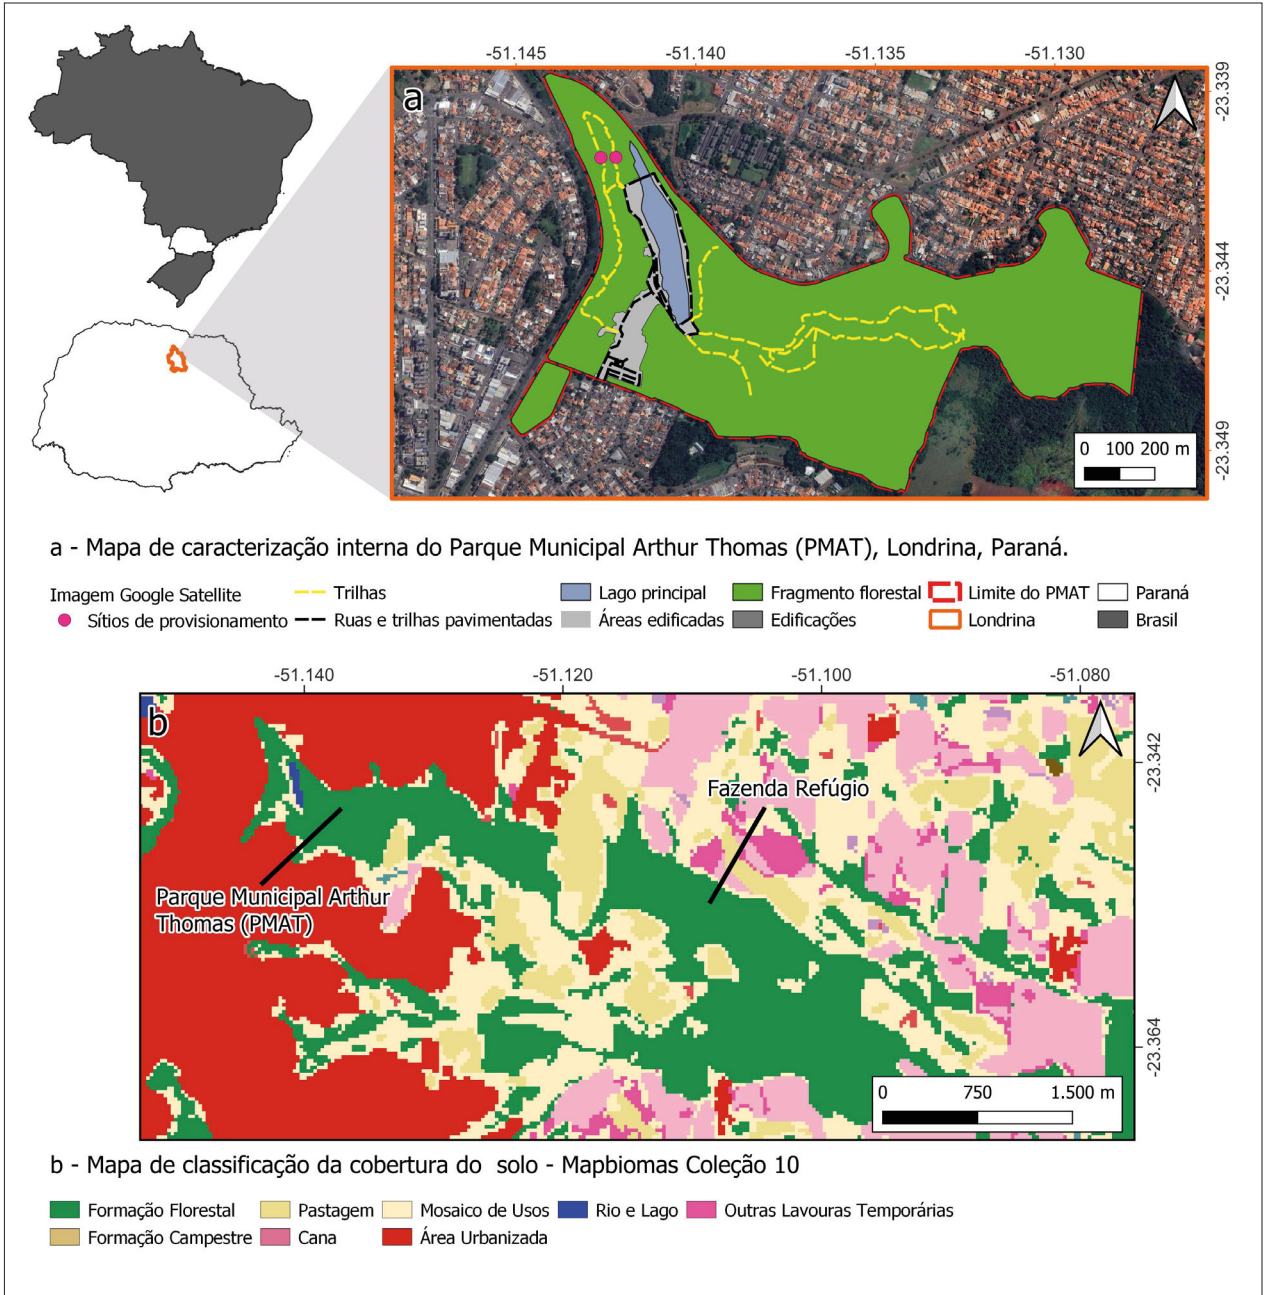 -51.145 -51.140 -51.135 -51.130
a
-23.339
-23.344
-23.349
0 100 200 m
a - Mapa de caracterização interna do Parque Municipal Arthur Thomas (PMAT), Londrina, Paraná.
Imagem Google Satellite
Trilhas
Lago principal
Fragmento florestal
Limite do PMAT
Paraná
Sítios de provisionamento
Ruas e trilhas pavimentadas
Áreas edificadas
Edificações
Londrina
Brasil
-51.140 -51.120 -51.100 -51.080
b
-23.342
Fazenda Refúgio
Parque Municipal Arthur
Thomas (PMAT)
-23.364
0 750 1.500 m
b - Mapa de classificação da cobertura do solo - Mapbiomas Coleção 10
Formação Florestal
Pastagem
Mosaico de Usos
Rio e Lago
Outras Lavouras Temporárias
Formação Campestre
Cana
Área Urbanizada